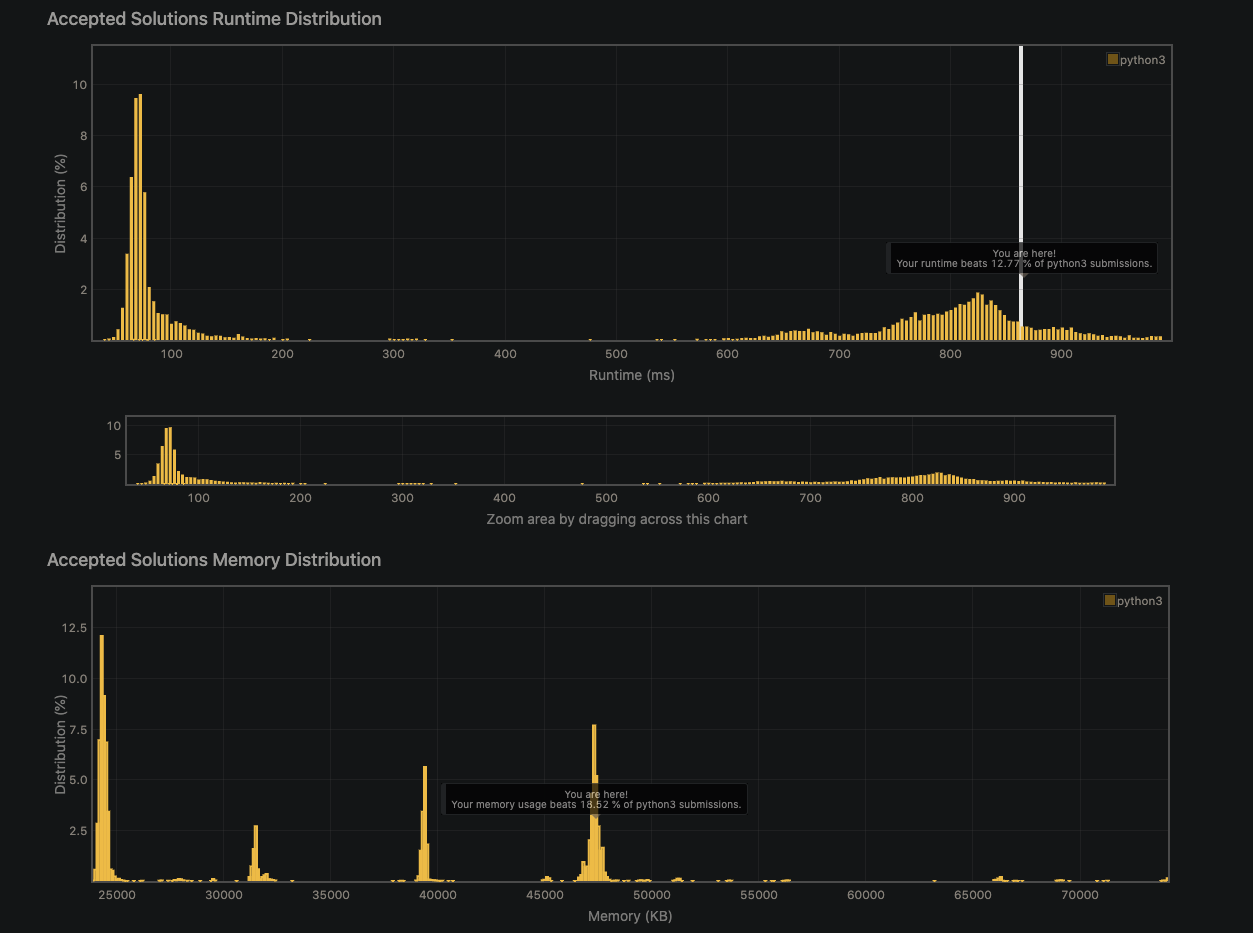 Accepted Solutions Runtime Distribution
python3
10
8
6
4
2
Distribution (%)
You are here!
Your runtime beats 12.77 % of python3 submissions.
100 200 300 400 500 600 700 800 900
Runtime (ms)
10
5
100 200 300 400 500 600 700 800 900
Zoom area by dragging across this chart
Accepted Solutions Memory Distribution
python3
12.5
10.0
7.5
5.0
2.5
Distribution (%)
You are here!
Your memory usage beats 18.52 % of python3 submissions.
25000 30000 35000 40000 45000 50000 55000 60000 65000 70000
Memory (KB)